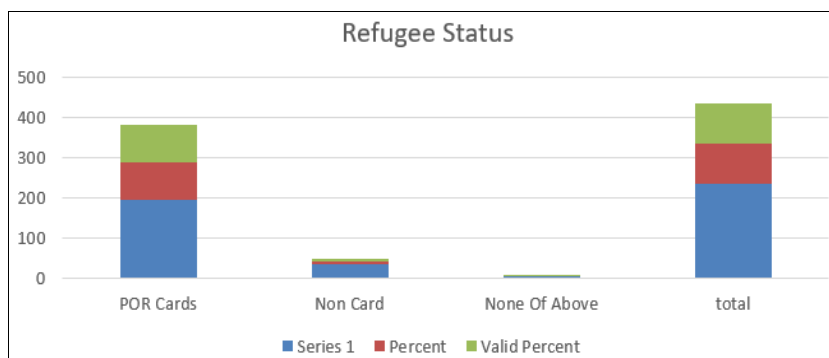 Refugee Status
500
400
300
200
100
0
POR Cards Non Card None Of Above total
Series 1 Percent Valid Percent